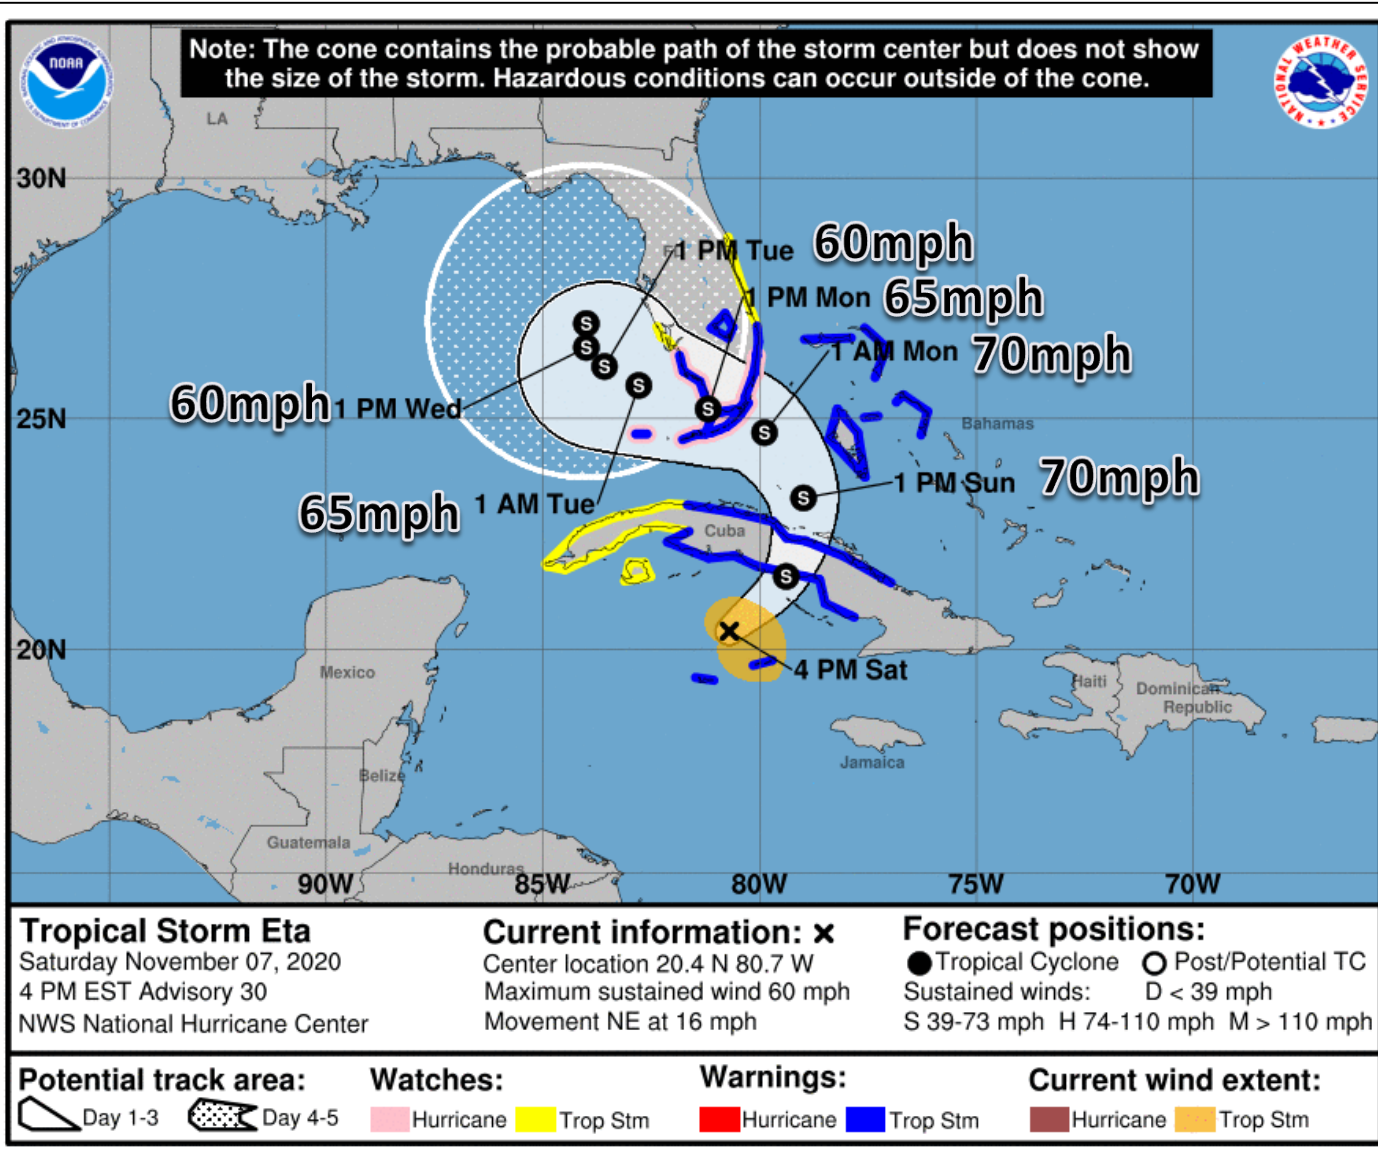 Note: The cone contains the probable path of the storm center but does not show
the size of the storm. Hazardous conditions can occur outside of the cone.
NOAA
NATIONAL WEATHER SERVICE
LA
30N
1 PM Tue 60mph
1 PM Mon 65mph
1 AM Mon 70mph
60mph 1 PM Wed
25N
Bahamas
1 PM Sun 70mph
65mph 1 AM Tue
Cuba
20N
4 PM Sat
Mexico
Haiti
Dominican
Republic
Jamaica
Belize
Guatemala
Honduras
90W 85W 80W 75W 70W
S
S
S
S
S
S
S
S
Tropical Storm Eta
Saturday November 07, 2020
4 PM EST Advisory 30
NWS National Hurricane Center
Current information: ×
Center location 20.4 N 80.7 W
Maximum sustained wind 60 mph
Movement NE at 16 mph
Forecast positions:
Tropical Cyclone Post/Potential TC
Sustained winds: D < 39 mph
S 39-73 mph H 74-110 mph M > 110 mph
Potential track area:
Day 1-3 Day 4-5
Watches:
Hurricane Trop Stm
Warnings:
Hurricane Trop Stm
Current wind extent:
Hurricane Trop Stm